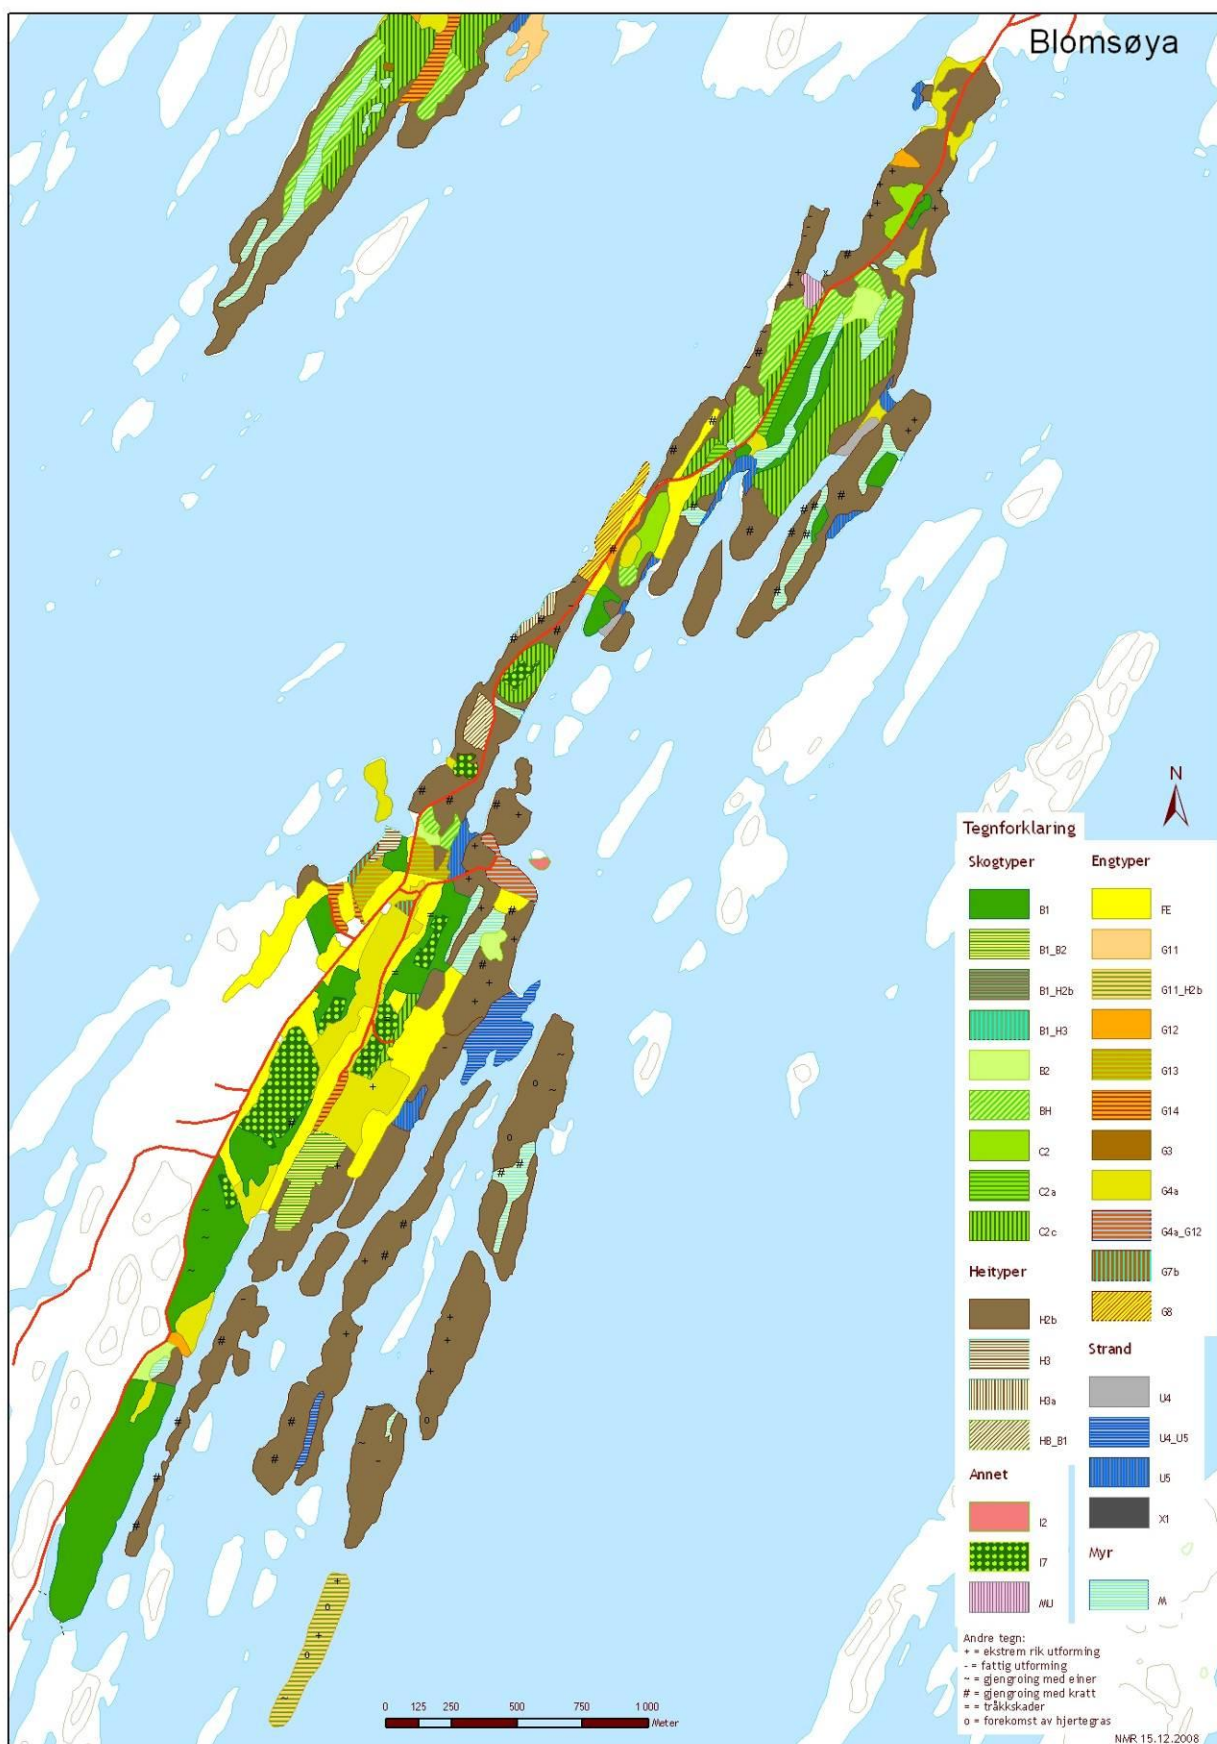 Blomsøya
N
Tegnforklaring
Skogtyper
B1
B1_B2
B1_H2b
B1_H3
B2
BH
C2
C2a
C2c
Heityper
H2b
H3
H3a
HB_B1
Annet
I2
I7
MU
Engtyper
FE
G11
G11_H2b
G12
G13
G14
G3
G4a
G4a_G12
G7b
G8
Strand
U4
U4_U5
U5
X1
Myr
M
Andre tegn:
+ = ekstrem rik utforming
- = fattig utforming
~ = gjengroing med einer
# = gjengroing med kratt
= = tråkkskader
o = forekomst av hjertegras
0 125 250 500 750 1 000
Meter
NMR 15.12.2008